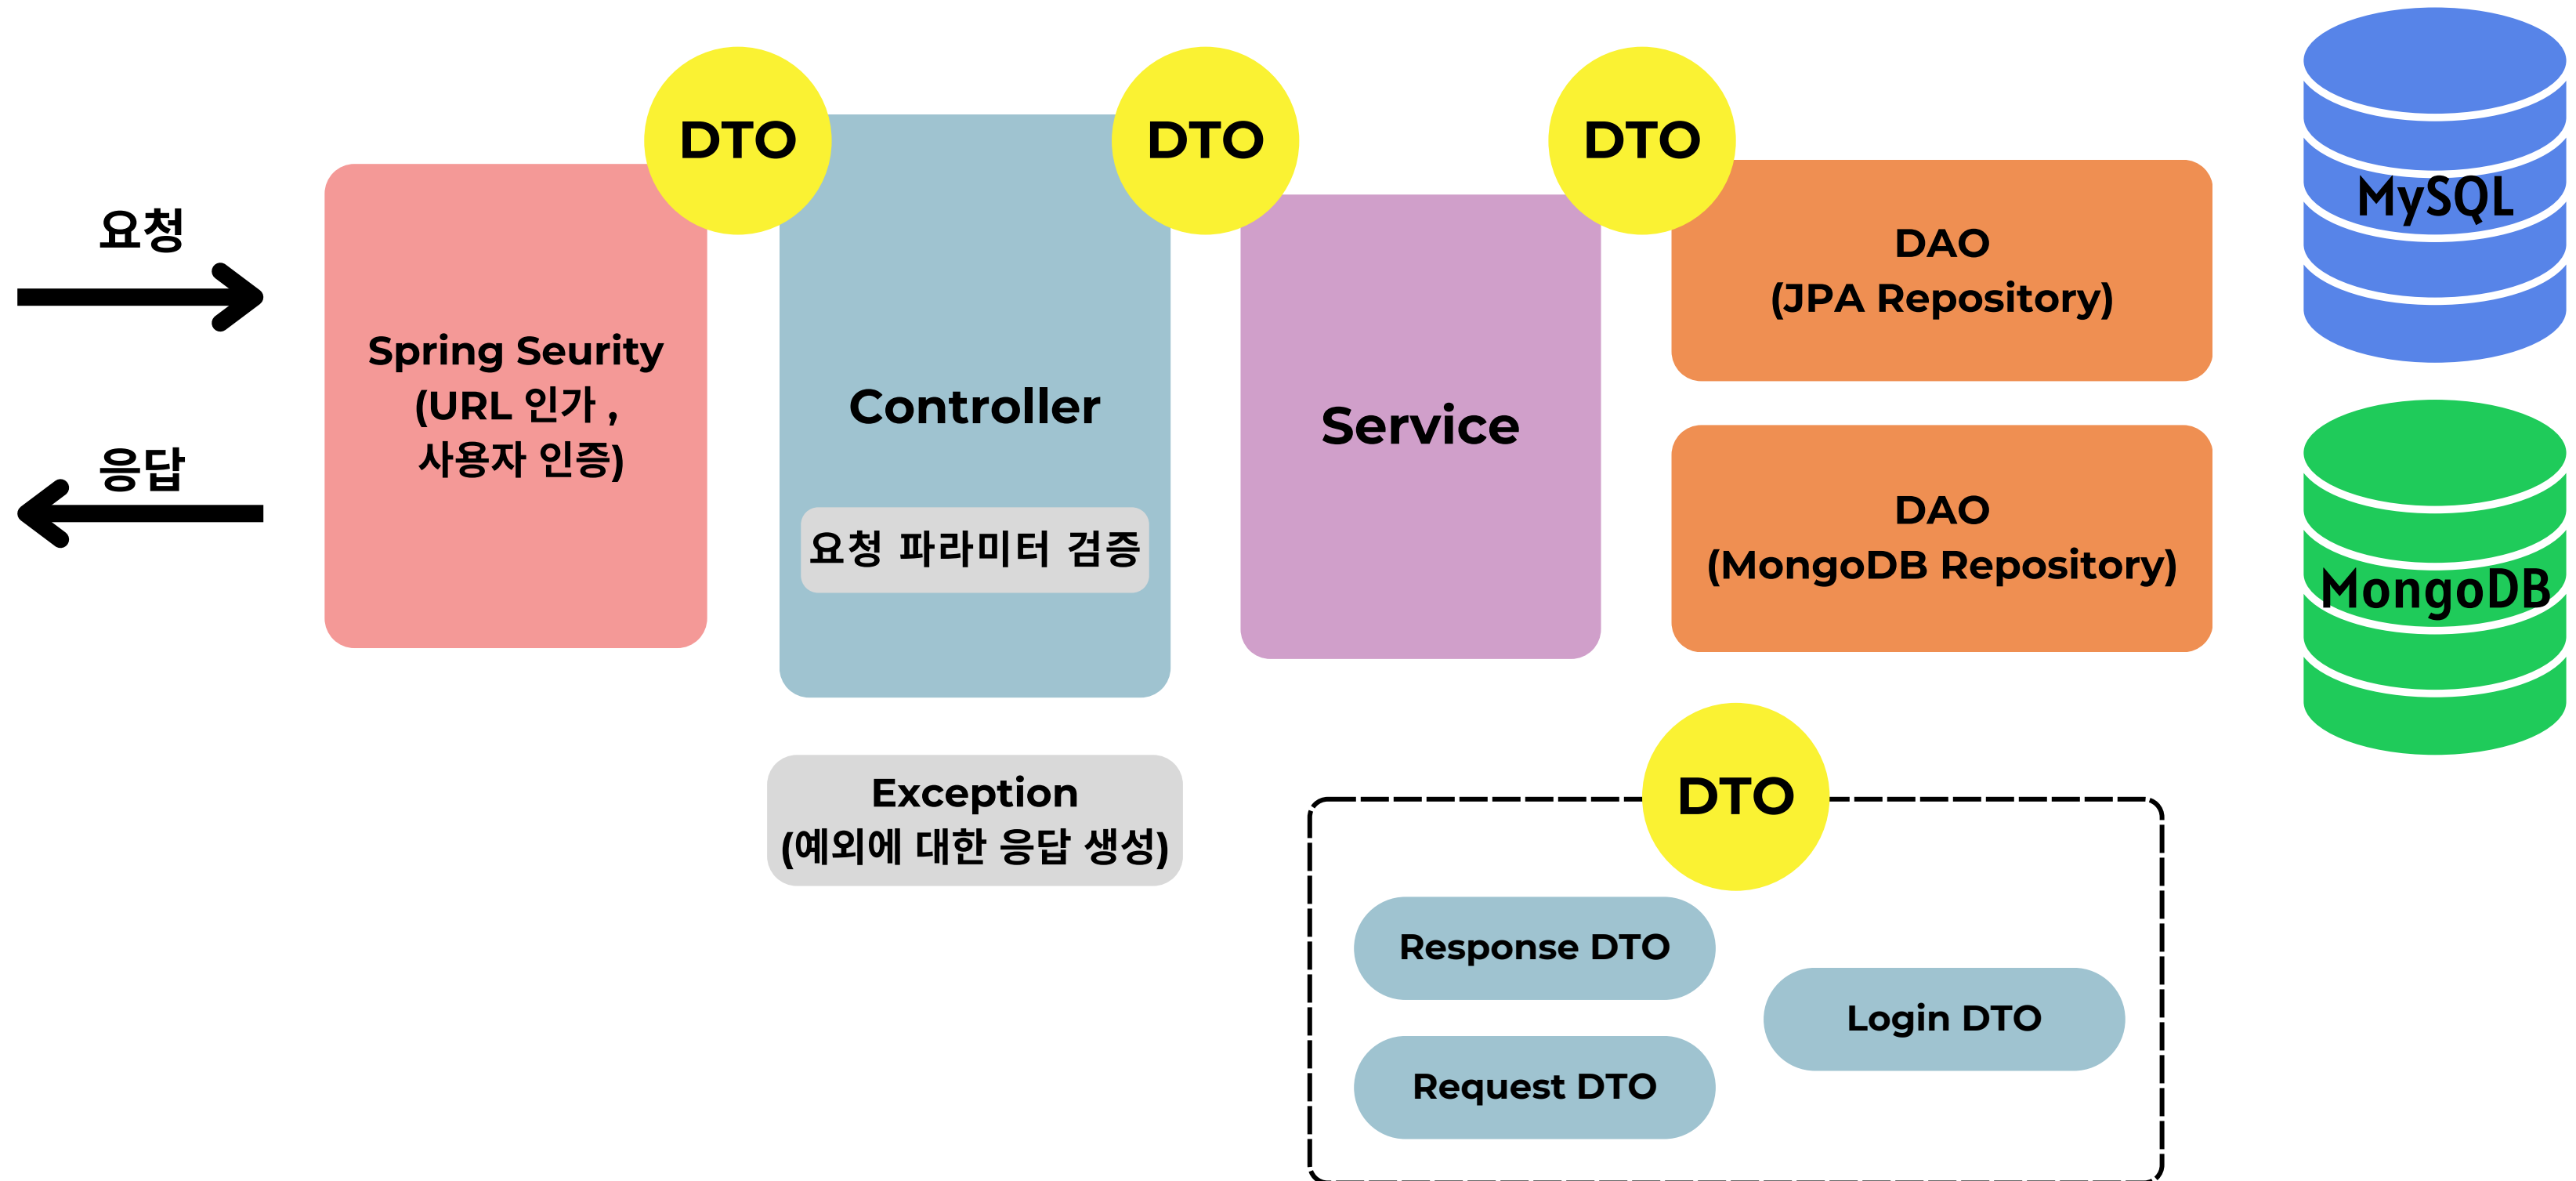 요청
응답
Spring Seurity
(URL 인가 ,
사용자 인증)
DTO
Controller
요청 파라미터 검증
Exception
(예외에 대한 응답 생성)
DTO
Service
DTO
DAO
(JPA Repository)
DAO
(MongoDB Repository)
MySQL
MongoDB
DTO
Response DTO
Request DTO
Login DTO